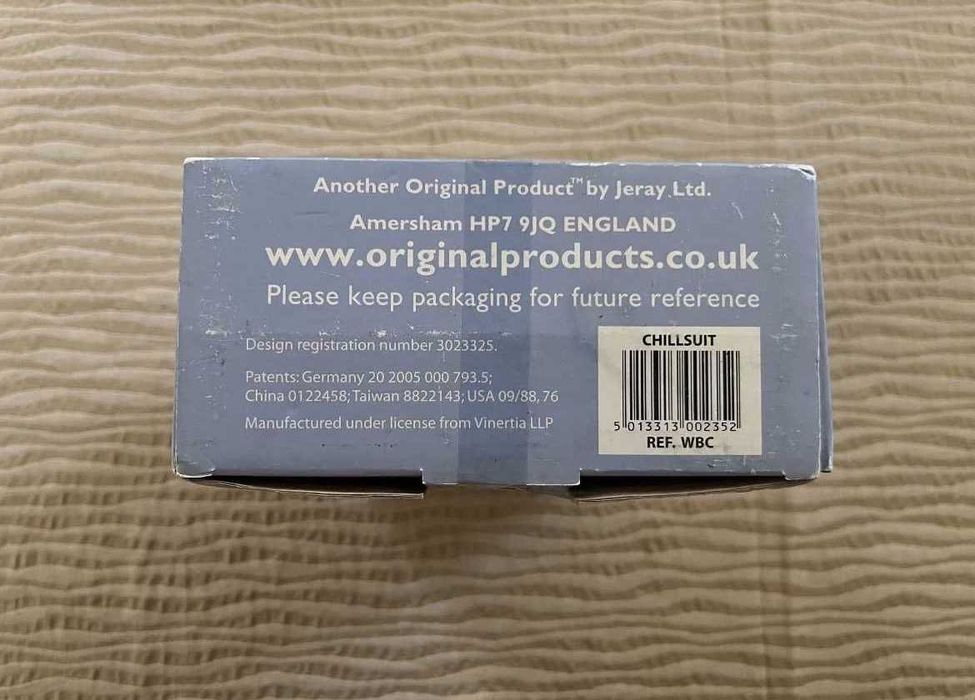 Another Original Product™ by Jeray Ltd.
Amersham HP7 9JQ ENGLAND
www.originalproducts.co.uk
Please keep packaging for future reference
Design registration number 3023325.
Patents: Germany 20 2005 000 793.5;
China 0122458; Taiwan 8822143; USA 09/88, 76
Manufactured under license from Vinertia LLP
CHILLSUIT
5 013313 002352
REF. WBC